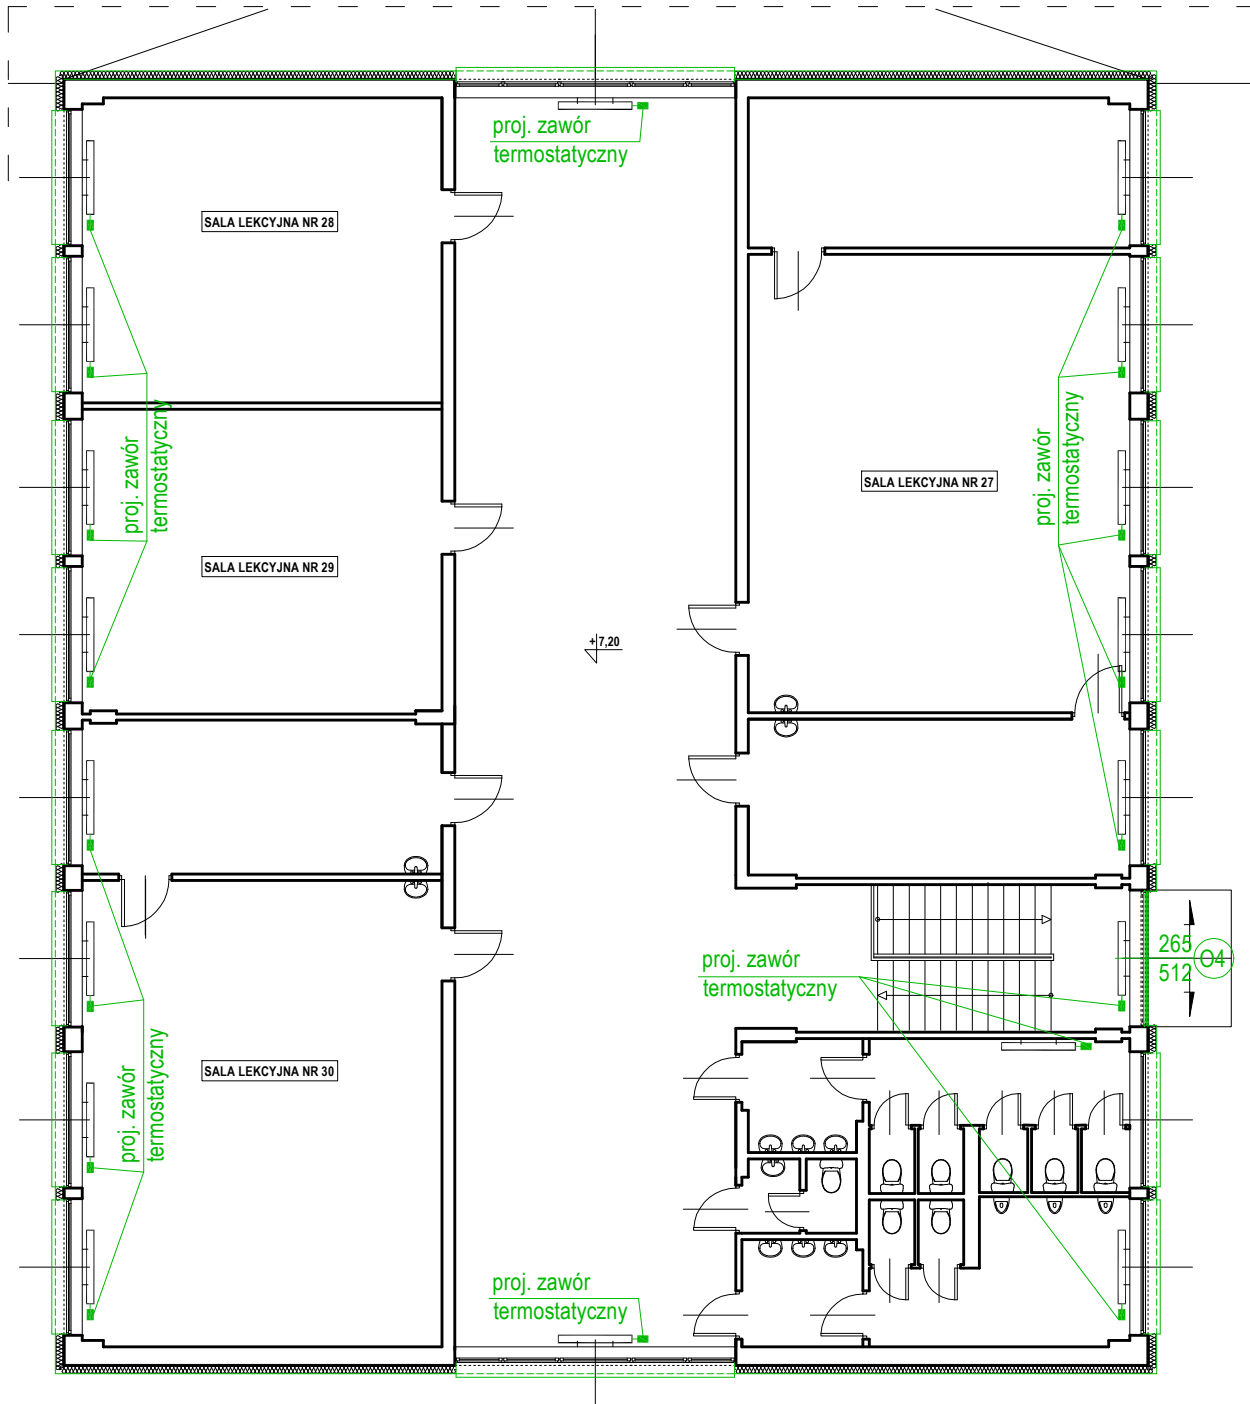 proj. zawór
termostatyczny
SALA LEKCYJNA NR 28
proj. zawór
termostatyczny
proj. zawór
termostatyczny
SALA LEKCYJNA NR 27
SALA LEKCYJNA NR 29
+7,20
proj. zawór
termostatyczny
265
512
O4
SALA LEKCYJNA NR 30
proj. zawór
termostatyczny
proj. zawór
termostatyczny